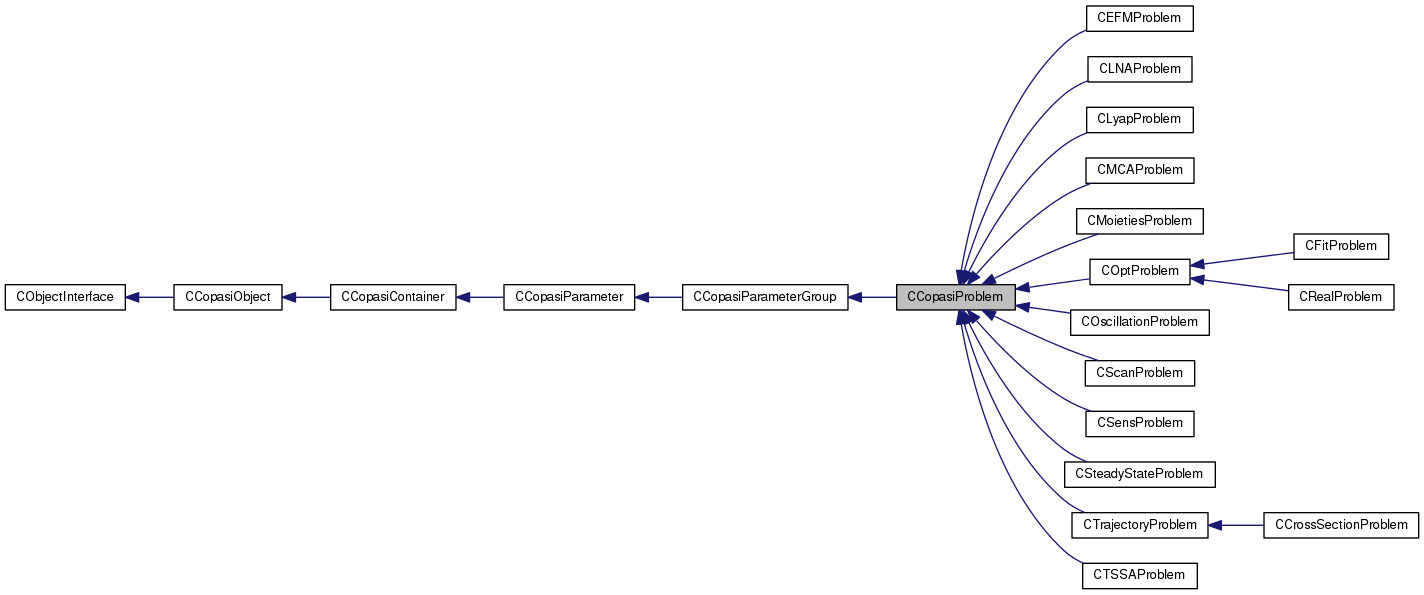 CObjectInterface
CCopasiObject
CCopasiContainer
CCopasiParameter
CCopasiParameterGroup
CCopasiProblem
CEFMProblem
CLNAProblem
CLyapProblem
CMCAProblem
CMoietiesProblem
COptProblem
CFitProblem
CRealProblem
COscillationProblem
CScanProblem
CSensProblem
CSteadyStateProblem
CTrajectoryProblem
CCrossSectionProblem
CTSSAProblem